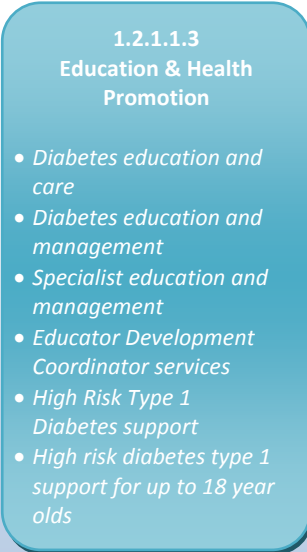 1.2.1.1.3
Education & Health
Promotion
• Diabetes education and
care
• Diabetes education and
management
• Specialist education and
management
• Educator Development
Coordinator services
• High Risk Type 1
Diabetes support
• High risk diabetes type 1
support for up to 18 year
olds